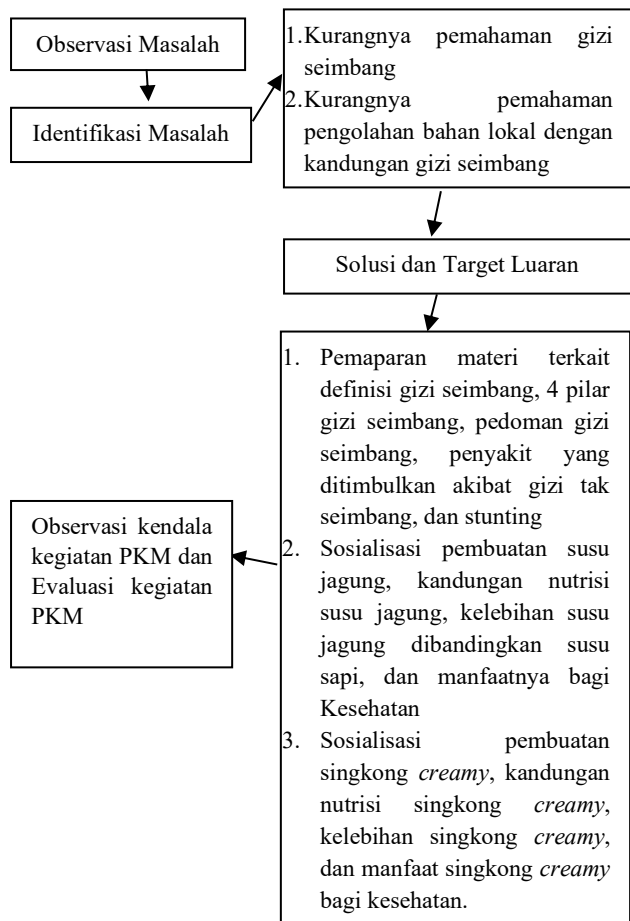 Observasi Masalah
Identifikasi Masalah
1.Kurangnya pemahaman gizi
seimbang
2.Kurangnya pemahaman
pengolahan bahan lokal dengan
kandungan gizi seimbang
Solusi dan Target Luaran
1. Pemaparan materi terkait
definisi gizi seimbang, 4 pilar
gizi seimbang, pedoman gizi
seimbang, penyakit yang
ditimbulkan akibat gizi tak
seimbang, dan stunting
2. Sosialisasi pembuatan susu
jagung, kandungan nutrisi
susu jagung, kelebihan susu
jagung dibandingkan susu
sapi, dan manfaatnya bagi
Kesehatan
3. Sosialisasi pembuatan
singkong creamy, kandungan
nutrisi singkong creamy,
kelebihan singkong creamy,
dan manfaat singkong creamy
bagi kesehatan.
Observasi kendala
kegiatan PKM dan
Evaluasi kegiatan
PKM